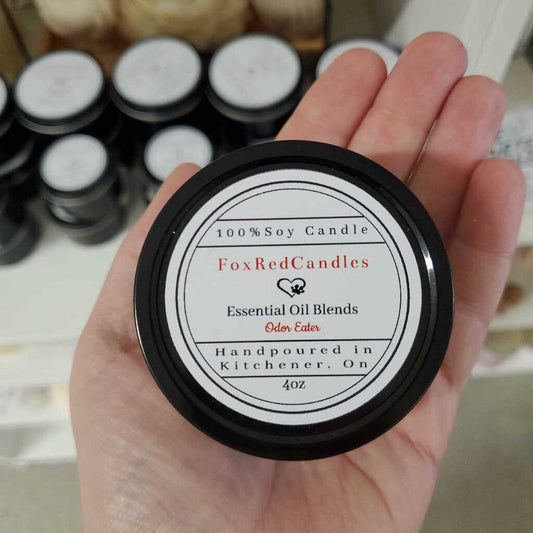 100%Soy Candle
FoxRedCandles
Essential Oil Blends
Odor Eater
Handpoured in
Kitchener, On
4oz